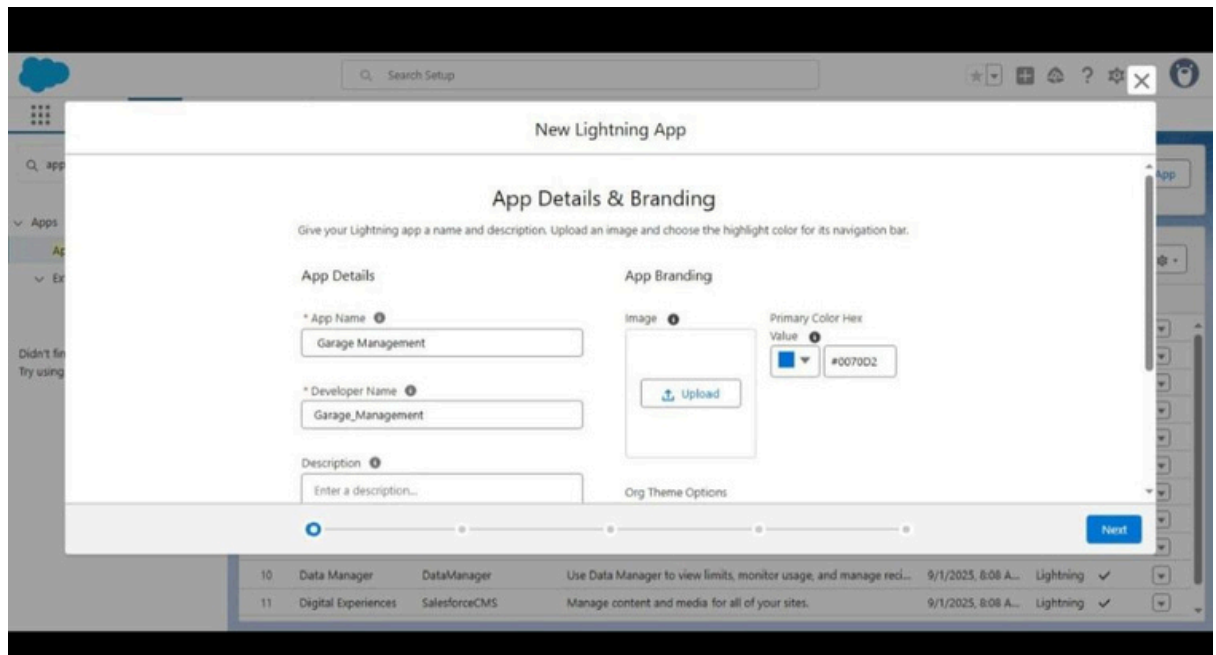 Search Setup
New Lightning App
app
App
App Details & Branding
Give your Lightning app a name and description. Upload an image and choose the highlight color for its navigation bar.
Apps
Ap
Ex
App Details
App Branding
* App Name
Image
Primary Color Hex
Value
Garage Management
#0070D2
Didn't fin
Try using
* Developer Name
Upload
Garage_Management
Description
Enter a description...
Org Theme Options
Next
10 Data Manager DataManager Use Data Manager to view limits, monitor usage, and manage reci... 9/1/2025, 8:08 A... Lightning
11 Digital Experiences SalesforceCMS Manage content and media for all of your sites. 9/1/2025, 8:08 A... Lightning